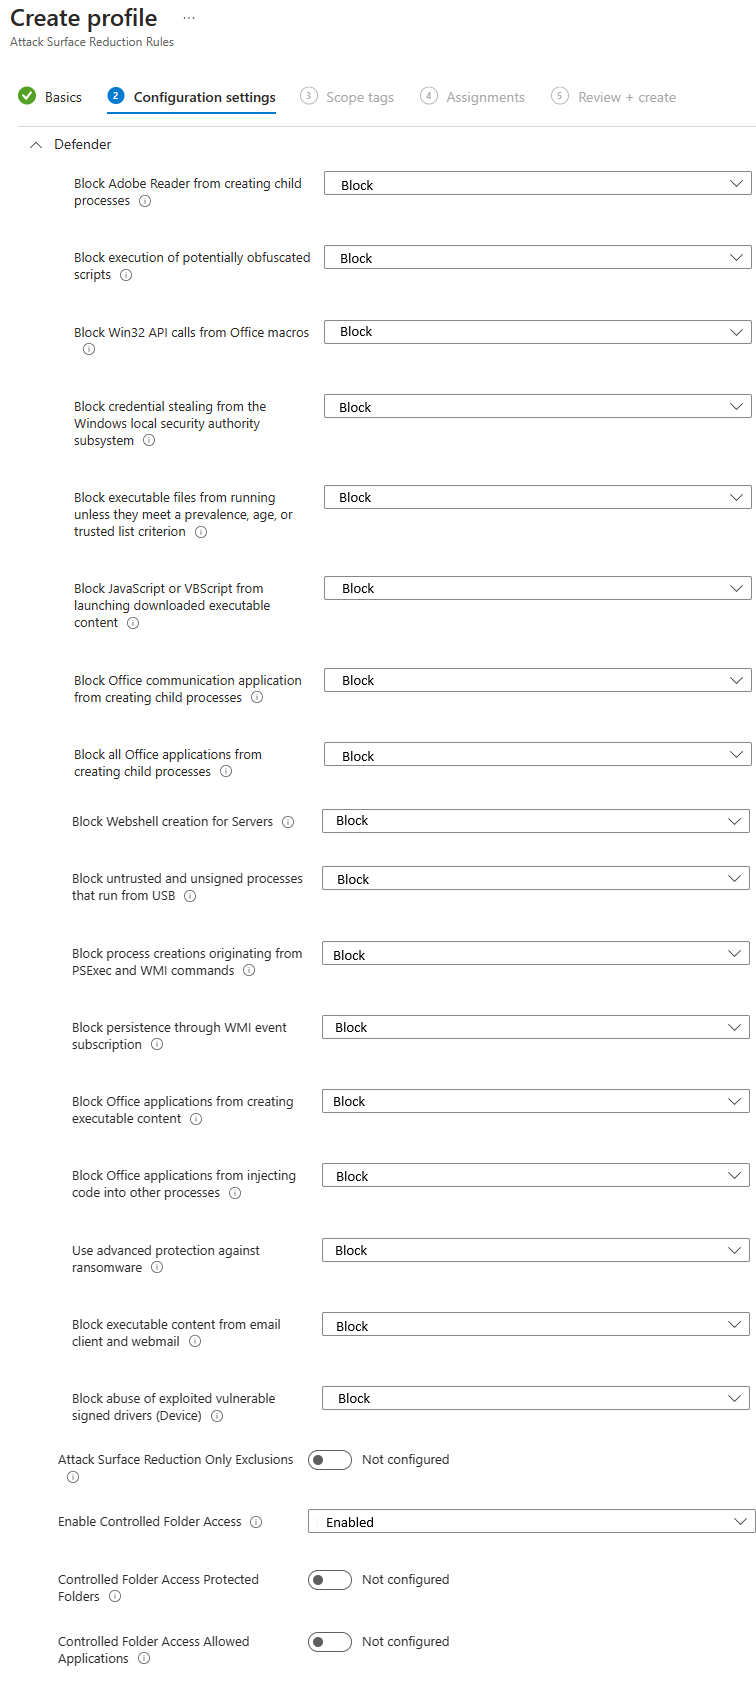 Create profile ...
Attack Surface Reduction Rules
Basics 2 Configuration settings 3 Scope tags 4 Assignments 5 Review + create
Defender
Block Adobe Reader from creating child
processes
Block
Block execution of potentially obfuscated
scripts
Block
Block Win32 API calls from Office macros
Block
Block credential stealing from the
Windows local security authority
subsystem
Block
Block executable files from running
unless they meet a prevalence, age, or
trusted list criterion
Block
Block JavaScript or VBScript from
launching downloaded executable
content
Block
Block Office communication application
from creating child processes
Block
Block all Office applications from
creating child processes
Block
Block Webshell creation for Servers
Block
Block untrusted and unsigned processes
that run from USB
Block
Block process creations originating from
PSExec and WMI commands
Block
Block persistence through WMI event
subscription
Block
Block Office applications from creating
executable content
Block
Block Office applications from injecting
code into other processes
Block
Use advanced protection against
ransomware
Block
Block executable content from email
client and webmail
Block
Block abuse of exploited vulnerable
signed drivers (Device)
Block
Attack Surface Reduction Only Exclusions
Not configured
Enable Controlled Folder Access
Enabled
Controlled Folder Access Protected
Folders
Not configured
Controlled Folder Access Allowed
Applications
Not configured